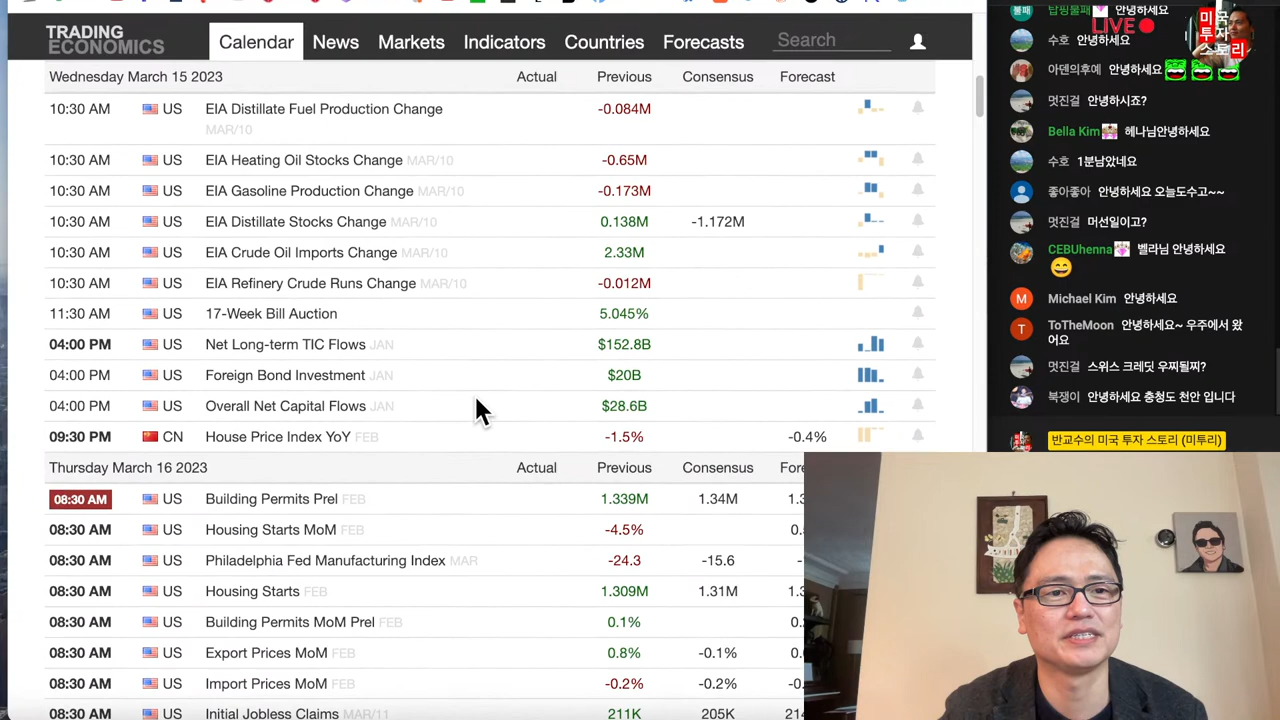 TRADING
ECONOMICS
Calendar News Markets Indicators Countries Forecasts Search
Wednesday March 15 2023 Actual Previous Consensus Forecast
10:30 AM US EIA Distillate Fuel Production Change -0.084M
MAR/10
10:30 AM US EIA Heating Oil Stocks Change MAR/10 -0.65M
10:30 AM US EIA Gasoline Production Change MAR/10 -0.173M
10:30 AM US EIA Distillate Stocks Change MAR/10 0.138M -1.172M
10:30 AM US EIA Crude Oil Imports Change MAR/10 2.33M
10:30 AM US EIA Refinery Crude Runs Change MAR/10 -0.012M
11:30 AM US 17-Week Bill Auction 5.045%
04:00 PM US Net Long-term TIC Flows JAN $152.8B
04:00 PM US Foreign Bond Investment JAN $20B
04:00 PM US Overall Net Capital Flows JAN $28.6B
09:30 PM CN House Price Index YoY FEB -1.5% -0.4%
Thursday March 16 2023 Actual Previous Consensus
08:30 AM US Building Permits Prel FEB 1.339M 1.34M
08:30 AM US Housing Starts MoM FEB -4.5%
08:30 AM US Philadelphia Fed Manufacturing Index MAR -24.3 -15.6
08:30 AM US Housing Starts FEB 1.309M 1.31M
08:30 AM US Building Permits MoM Prel FEB 0.1%
08:30 AM US Export Prices MoM FEB 0.8% -0.1%
08:30 AM US Import Prices MoM FEB -0.2% -0.2%
08:30 AM US Initial Jobless Claims MAR/11 211K 205K
탑핑불패 안녕하세요
LIVE
미국
투자
스토리
수호 안녕하세요
아덴의후예 안녕하세요
멋진걸 안녕하시죠?
Bella Kim 헤나님안녕하세요
수호 1분남았네요
좋아좋아 안녕하세요 오늘도수고~~
멋진걸 머선일이고?
CEBUhenna 벨라님 안녕하세요
Michael Kim 안녕하세요
ToTheMoon 안녕하세요~ 우주에서 왔
어요
멋진걸 스위스 크레딧 우찌될찌?
북쟁이 안녕하세요 충청도 천안 입니다
반교수의 미국 투자 스토리 (미투리)